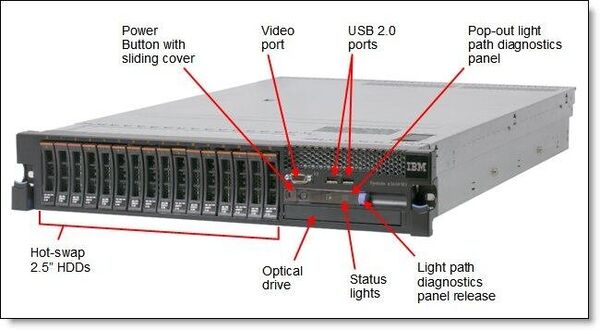 Power
Button with
sliding cover
Video
port
USB 2.0
ports
Pop-out light
path diagnostics
panel
IBM
Hot-swap
2.5" HDDs
Optical
drive
Status
lights
Light path
diagnostics
panel release